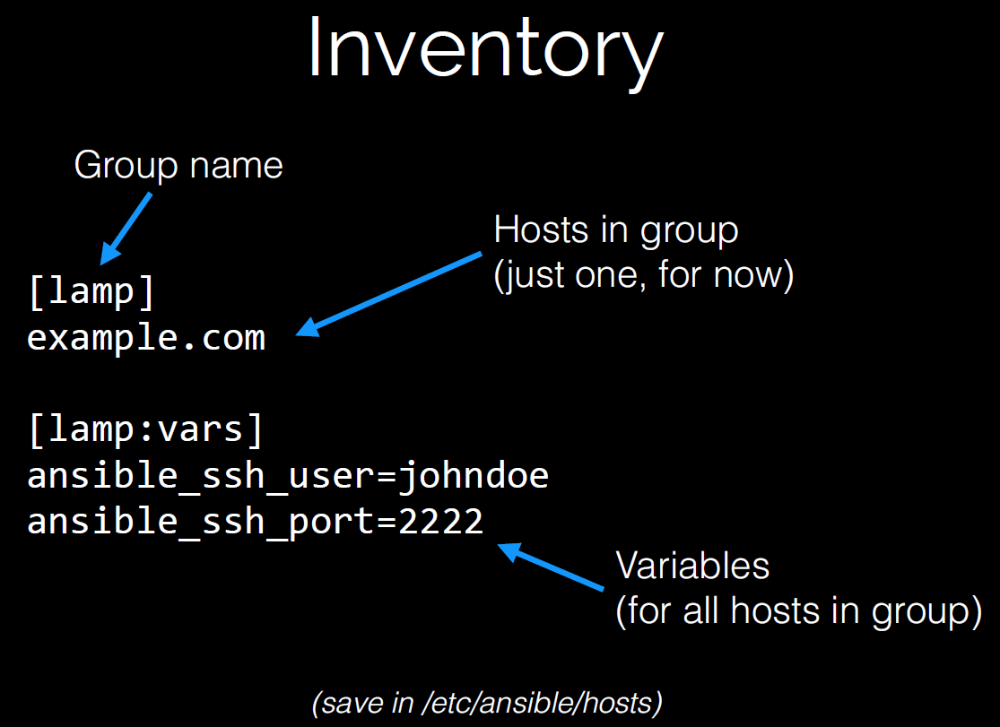 Inventory
Group name
Hosts in group
(just one, for now)
[lamp]
example.com
[lamp:vars]
ansible_ssh_user=johndoe
ansible_ssh_port=2222
Variables
(for all hosts in group)
(save in /etc/ansible/hosts)